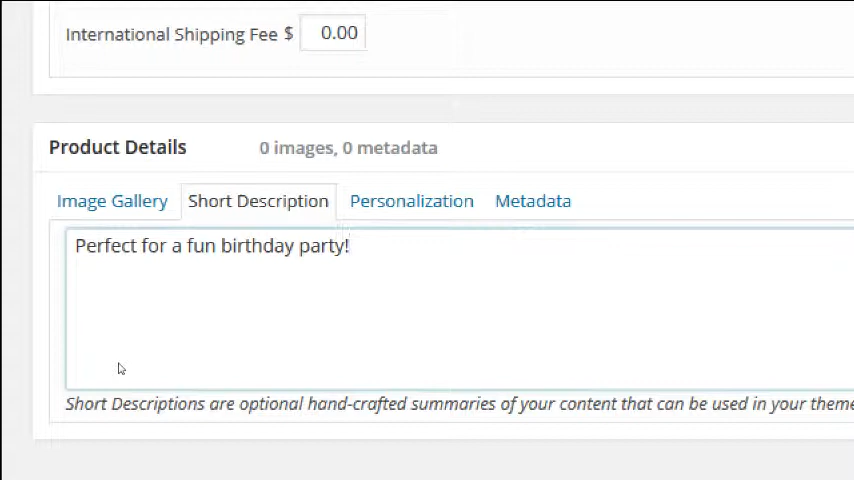 International Shipping Fee $ 0.00
Product Details 0 images, 0 metadata
Image Gallery Short Description Personalization Metadata
Perfect for a fun birthday party!
Short Descriptions are optional hand-crafted summaries of your content that can be used in your theme